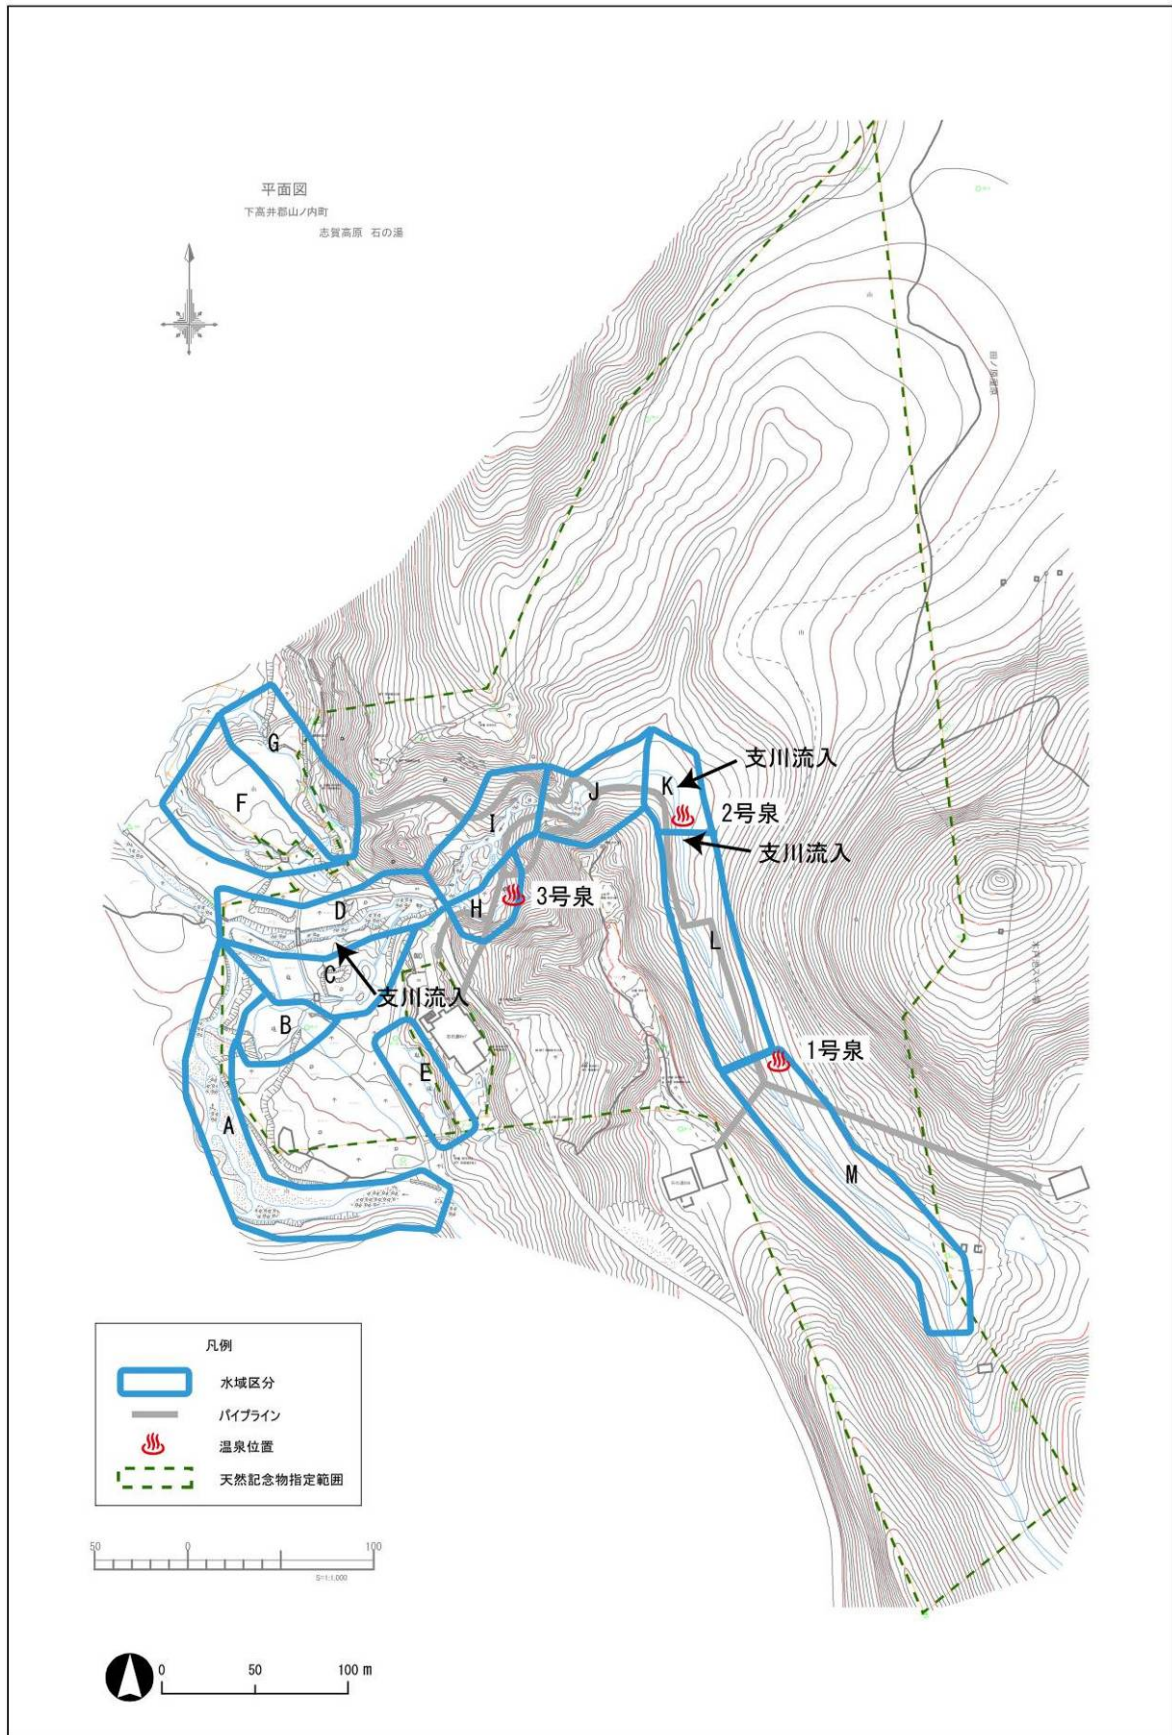 平面図
下高井郡山ノ内町
志賀高原 石の湯
G
F
支川流入
K
J
2号泉
I
支川流入
3号泉
H
D
L
C
支川流入
B
1号泉
E
A
M
凡例
水域区分
パイプライン
温泉位置
天然記念物指定範囲
50 0 100
S=1:1,000
0 50 100 m